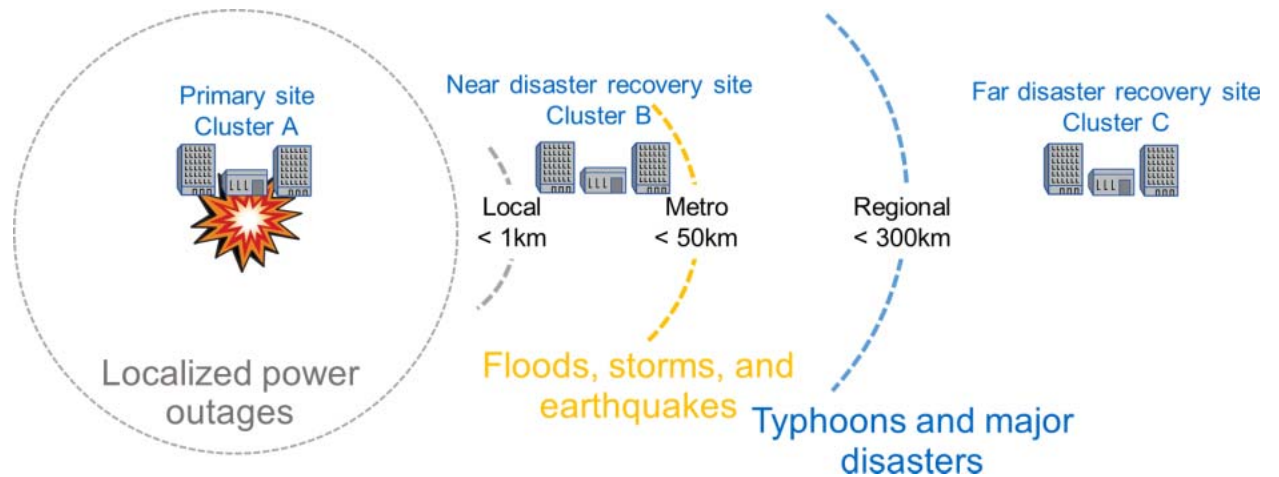 Primary site
Cluster A
Near disaster recovery site
Cluster B
Far disaster recovery site
Cluster C
Local
< 1km
Metro
< 50km
Regional
< 300km
Localized power
outages
Floods, storms, and
earthquakes
Typhoons and major
disasters